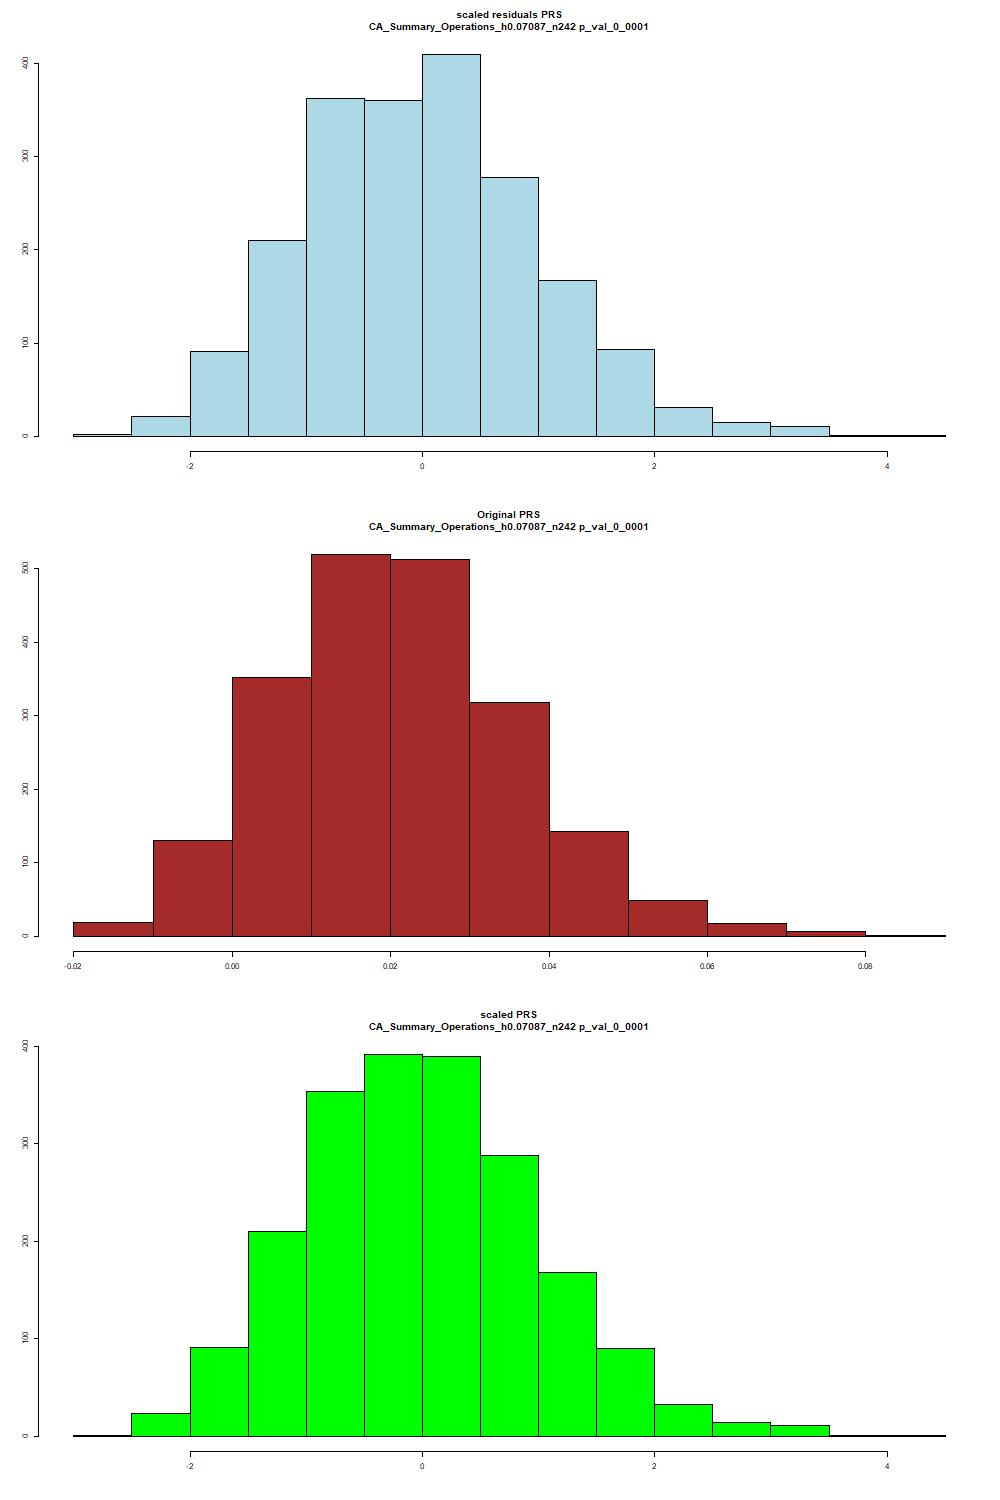 scaled residuals PRS
CA_Summary_Operations_h0.07087_n242 p_val_0_0001
400
300
200
100
0
-2 0 2 4
Original PRS
CA_Summary_Operations_h0.07087_n242 p_val_0_0001
500
400
300
200
100
0
-0.02 0.00 0.02 0.04 0.06 0.08
scaled PRS
CA_Summary_Operations_h0.07087_n242 p_val_0_0001
400
300
200
100
0
-2 0 2 4